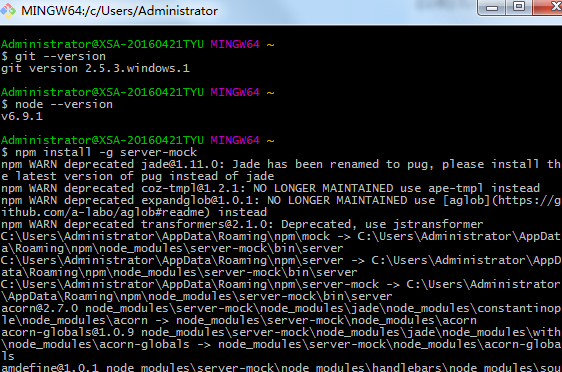 MINGW64:/c/Users/Administrator
Administrator@XSA-20160421TYU MINGW64 ~
$ git --version
git version 2.5.3.windows.1
Administrator@XSA-20160421TYU MINGW64 ~
$ node --version
v6.9.1
Administrator@XSA-20160421TYU MINGW64 ~
$ npm install -g server-mock
npm WARN deprecated jade@1.11.0: Jade has been renamed to pug, please install th
e latest version of pug instead of jade
npm WARN deprecated coz-tmpl@1.2.1: NO LONGER MAINTAINED use ape-tmpl instead
npm WARN deprecated expandglob@1.0.1: NO LONGER MAINTAINED use [aglob](https://g
ithub.com/a-labo/aglob#readme) instead
npm WARN deprecated transformers@2.1.0: Deprecated, use jstransformer
C:\Users\Administrator\AppData\Roaming\npm\mock -> C:\Users\Administrator\AppDat
a\Roaming\npm\node_modules\server-mock\bin\server
C:\Users\Administrator\AppData\Roaming\npm\server -> C:\Users\Administrator\AppD
ata\Roaming\npm\node_modules\server-mock\bin\server
C:\Users\Administrator\AppData\Roaming\npm\server-mock -> C:\Users\Administrator
\AppData\Roaming\npm\node_modules\server-mock\bin\server
acorn@2.7.0 node_modules\server-mock\node_modules\jade\node_modules\constantinop
le\node_modules\acorn -> node_modules\server-mock\node_modules\acorn
acorn-globals@1.0.9 node_modules\server-mock\node_modules\jade\node_modules\with
\node_modules\acorn-globals -> node_modules\server-mock\node_modules\acorn-globa
ls
amdefine@1.0.1 node_modules\server-mock\node_modules\handlebars\node_modules\sou